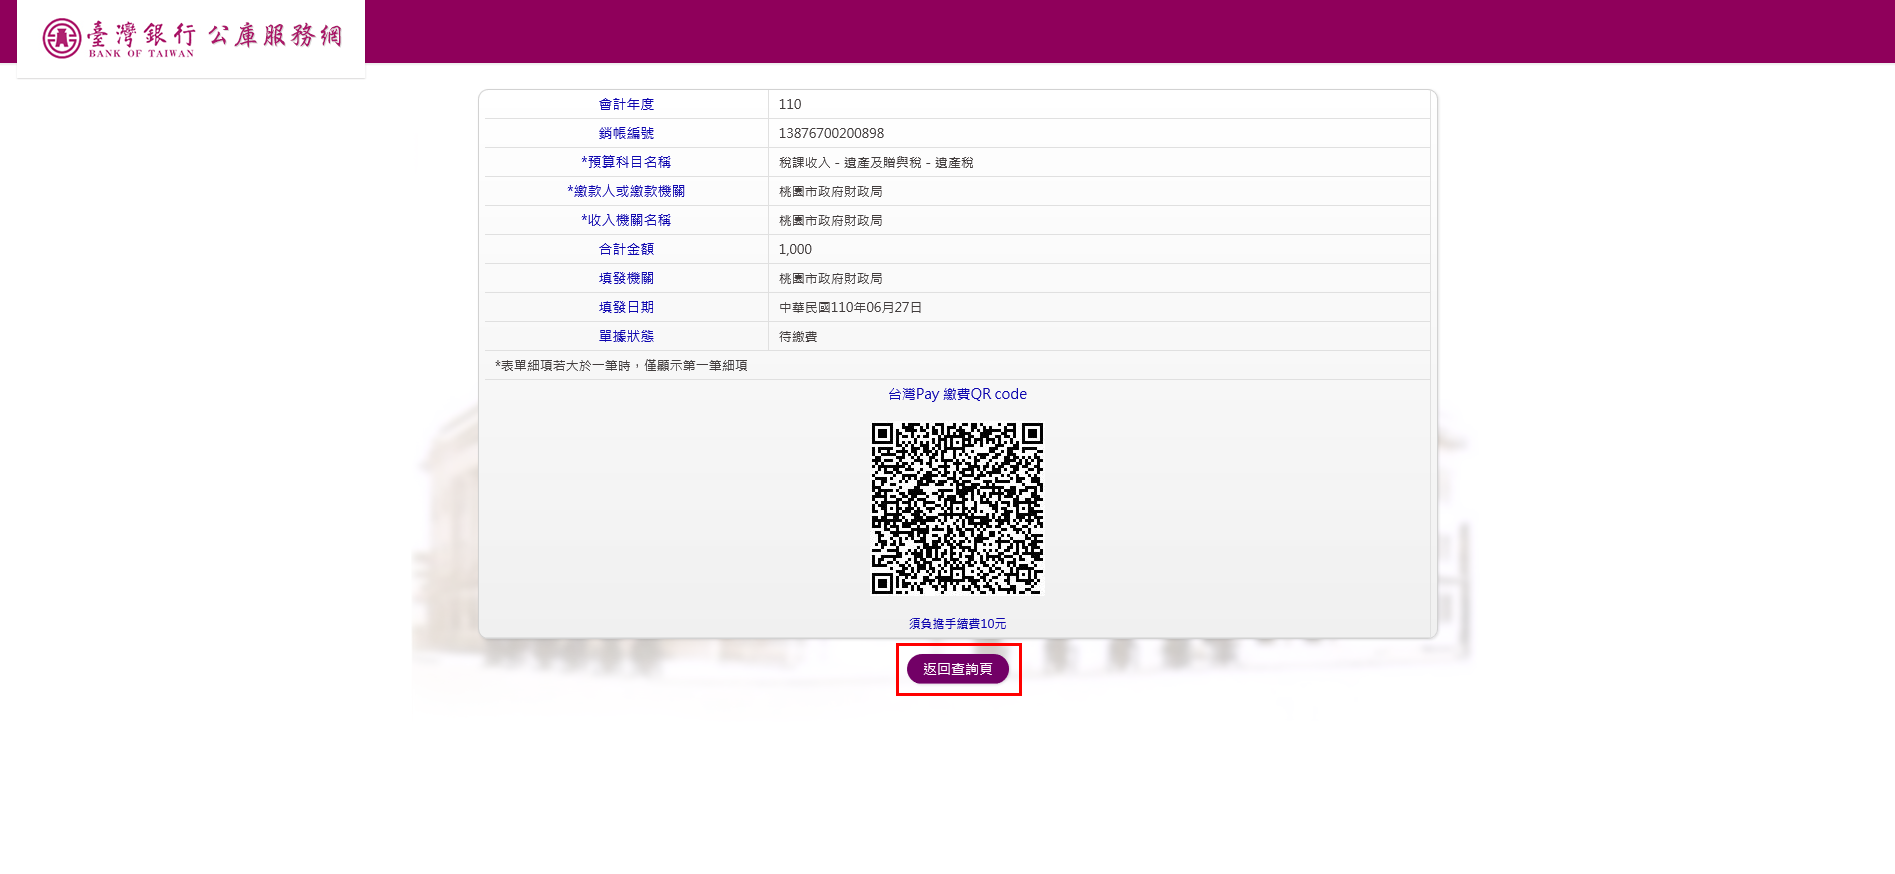 臺灣銀行 公庫服務網
BANK OF TAIWAN
會計年度 110
銷帳編號 13876700200898
*預算科目名稱 稅課收入 - 遺產及贈與稅 - 遺產稅
*繳款人或繳款機關 桃園市政府財政局
*收入機關名稱 桃園市政府財政局
合計金額 1,000
填發機關 桃園市政府財政局
填發日期 中華民國110年06月27日
單據狀態 待繳費
*表單細項若大於一筆時，僅顯示第一筆細項
台灣Pay 繳費QR code
須負擔手續費10元
返回查詢頁